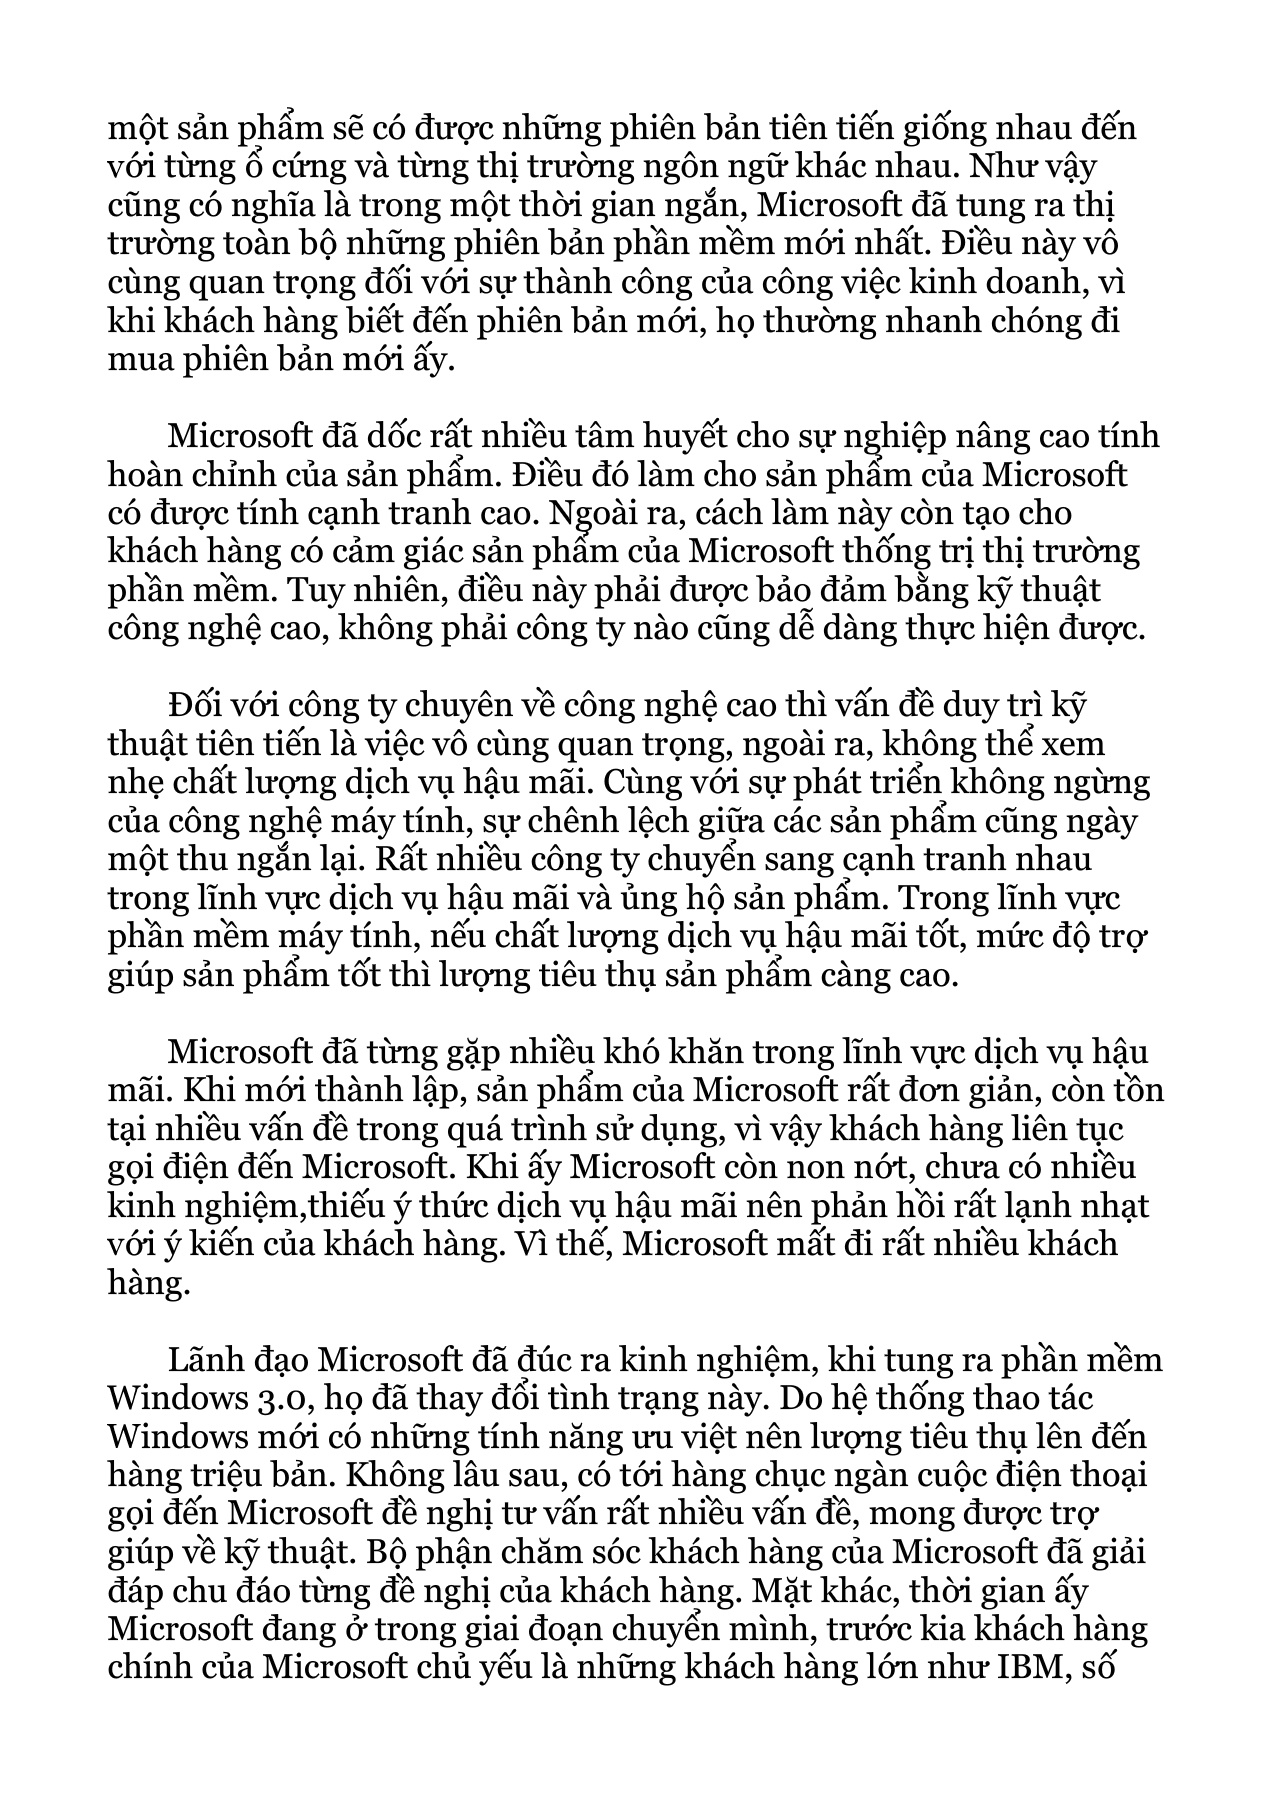 một sản phẩm sẽ có được những phiên bản tiên tiến giống nhau đến
với từng ổ cứng và từng thị trường ngôn ngữ khác nhau. Như vậy
cũng có nghĩa là trong một thời gian ngắn, Microsoft đã tung ra thị
trường toàn bộ những phiên bản phần mềm mới nhất. Điều này vô
cùng quan trọng đối với sự thành công của công việc kinh doanh, vì
khi khách hàng biết đến phiên bản mới, họ thường nhanh chóng đi
mua phiên bản mới ấy.
Microsoft đã dốc rất nhiều tâm huyết cho sự nghiệp nâng cao tính
hoàn chỉnh của sản phẩm. Điều đó làm cho sản phẩm của Microsoft
có được tính cạnh tranh cao. Ngoài ra, cách làm này còn tạo cho
khách hàng có cảm giác sản phẩm của Microsoft thống trị thị trường
phần mềm. Tuy nhiên, điều này phải được bảo đảm bằng kỹ thuật
công nghệ cao, không phải công ty nào cũng dễ dàng thực hiện được.
Đối với công ty chuyên về công nghệ cao thì vấn đề duy trì kỹ
thuật tiên tiến là việc vô cùng quan trọng, ngoài ra, không thể xem
nhẹ chất lượng dịch vụ hậu mãi. Cùng với sự phát triển không ngừng
của công nghệ máy tính, sự chênh lệch giữa các sản phẩm cũng ngày
một thu ngắn lại. Rất nhiều công ty chuyển sang cạnh tranh nhau
trong lĩnh vực dịch vụ hậu mãi và ủng hộ sản phẩm. Trong lĩnh vực
phần mềm máy tính, nếu chất lượng dịch vụ hậu mãi tốt, mức độ trợ
giúp sản phẩm tốt thì lượng tiêu thụ sản phẩm càng cao.
Microsoft đã từng gặp nhiều khó khăn trong lĩnh vực dịch vụ hậu
mãi. Khi mới thành lập, sản phẩm của Microsoft rất đơn giản, còn tồn
tại nhiều vấn đề trong quá trình sử dụng, vì vậy khách hàng liên tục
gọi điện đến Microsoft. Khi ấy Microsoft còn non nớt, chưa có nhiều
kinh nghiệm,thiếu ý thức dịch vụ hậu mãi nên phản hồi rất lạnh nhạt
với ý kiến của khách hàng. Vì thế, Microsoft mất đi rất nhiều khách
hàng.
Lãnh đạo Microsoft đã đúc ra kinh nghiệm, khi tung ra phần mềm
Windows 3.0, họ đã thay đổi tình trạng này. Do hệ thống thao tác
Windows mới có những tính năng ưu việt nên lượng tiêu thụ lên đến
hàng triệu bản. Không lâu sau, có tới hàng chục ngàn cuộc điện thoại
gọi đến Microsoft đề nghị tư vấn rất nhiều vấn đề, mong được trợ
giúp về kỹ thuật. Bộ phận chăm sóc khách hàng của Microsoft đã giải
đáp chu đáo từng đề nghị của khách hàng. Mặt khác, thời gian ấy
Microsoft đang ở trong giai đoạn chuyển mình, trước kia khách hàng
chính của Microsoft chủ yếu là những khách hàng lớn như IBM, số